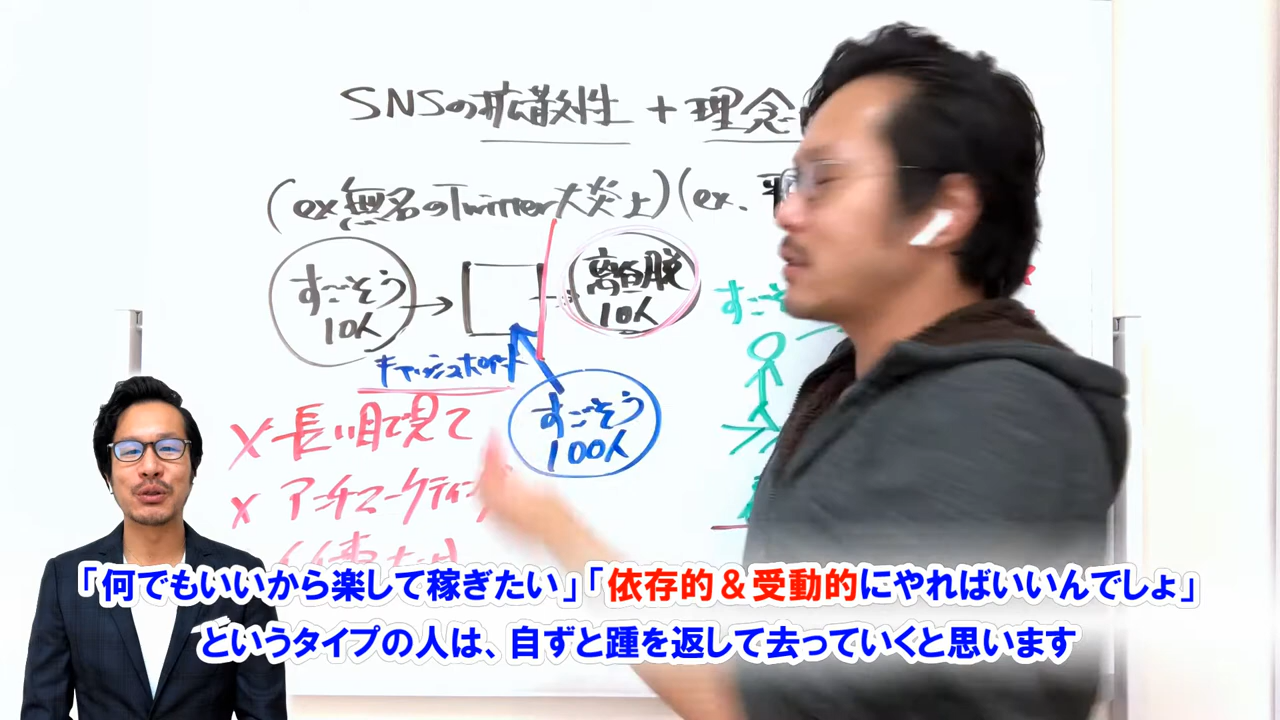 SNSの拡散性 + 理念
(ex 無名のTwitter大炎上) (ex.
すごそう
10人
離脱
10人
すごそ
キャッシュポイント
すごそう
100人
× 長い目で見て
× アンチマーケティング
「何でもいいから楽して稼ぎたい」「依存的＆受動的にやればいいんでしょ」
というタイプの人は、自ずと踵を返して去っていくと思います